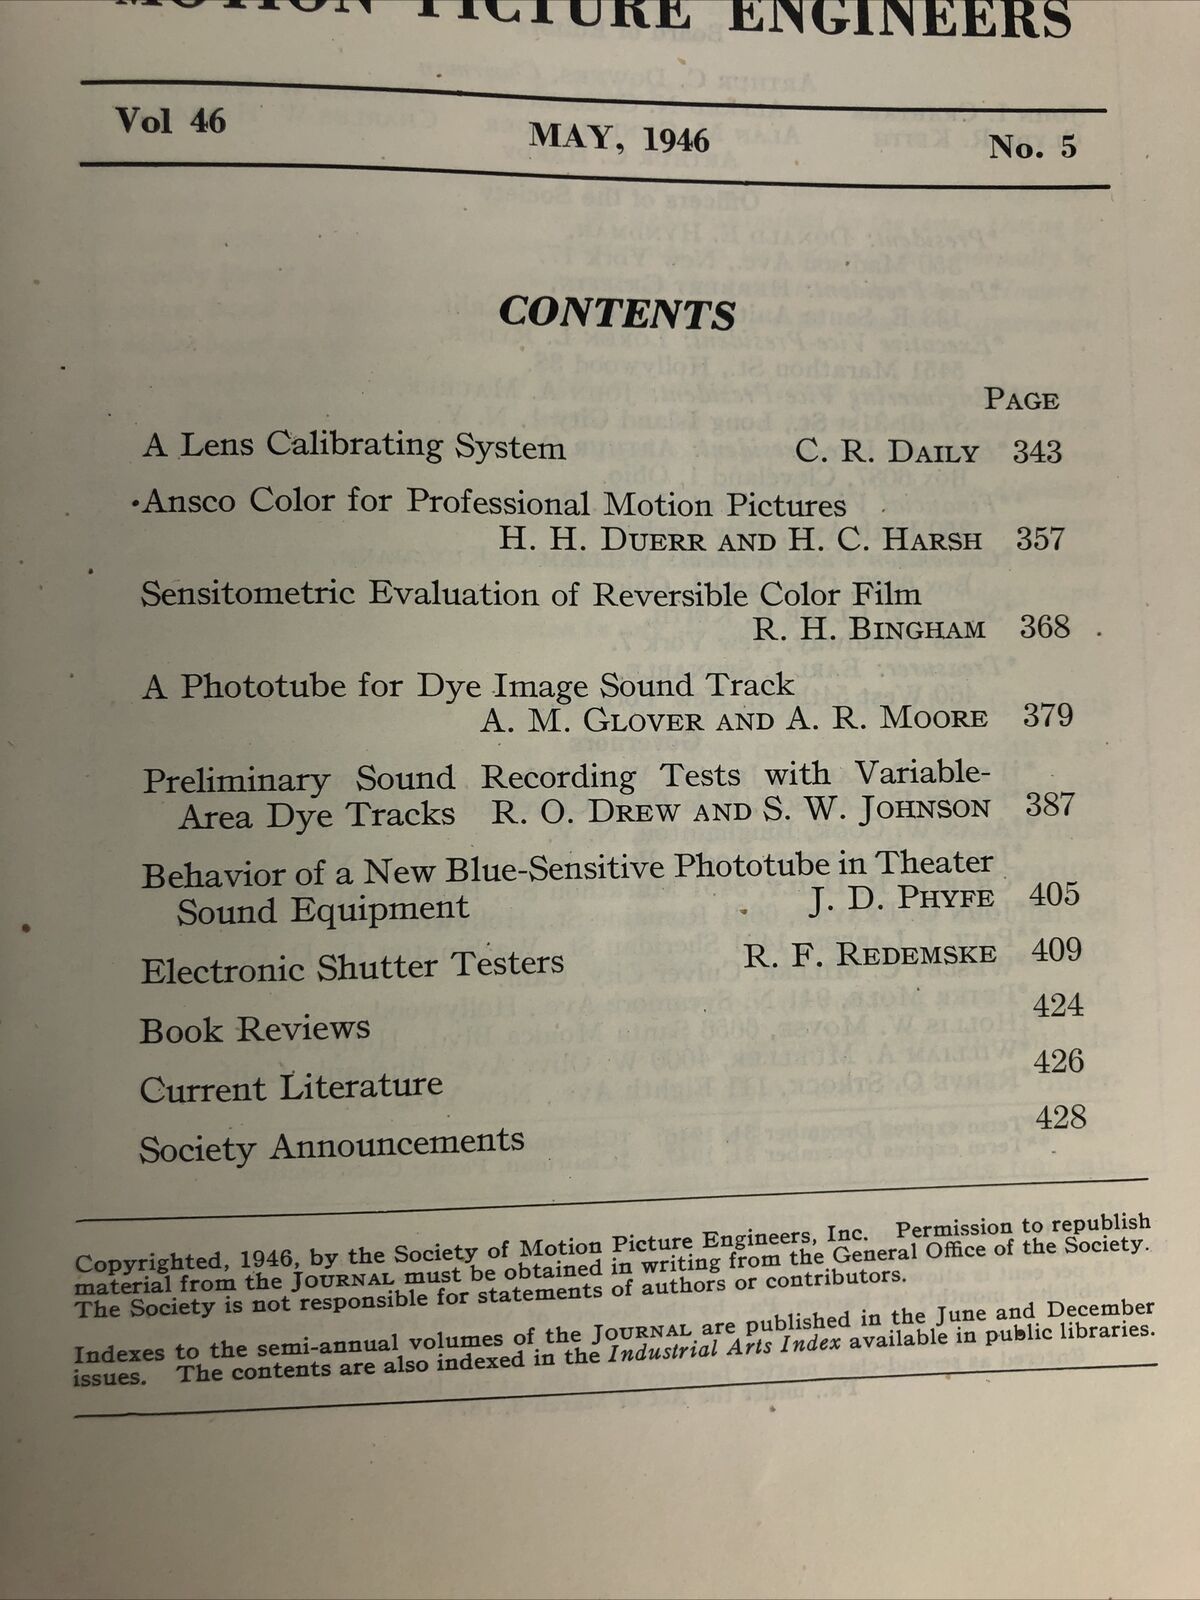 MOTION PICTURE ENGINEERS
Vol 46 MAY, 1946 No. 5
CONTENTS
PAGE
A Lens Calibrating System C. R. DAILY 343
Ansco Color for Professional Motion Pictures
H. H. DUERR AND H. C. HARSH 357
Sensitometric Evaluation of Reversible Color Film
R. H. BINGHAM 368
A Phototube for Dye Image Sound Track
A. M. GLOVER AND A. R. MOORE 379
Preliminary Sound Recording Tests with Variable-
Area Dye Tracks R. O. DREW AND S. W. JOHNSON 387
Behavior of a New Blue-Sensitive Phototube in Theater
Sound Equipment J. D. PHYFE 405
Electronic Shutter Testers R. F. REDEMSKE 409
Book Reviews 424
Current Literature 426
Society Announcements 428
Copyrighted, 1946, by the Society of Motion Picture Engineers, Inc. Permission to republish
material from the JOURNAL must be obtained in writing from the General Office of the Society.
The Society is not responsible for statements of authors or contributors.
Indexes to the semi-annual volumes of the JOURNAL are published in the June and December
issues. The contents are also indexed in the Industrial Arts Index available in public libraries.